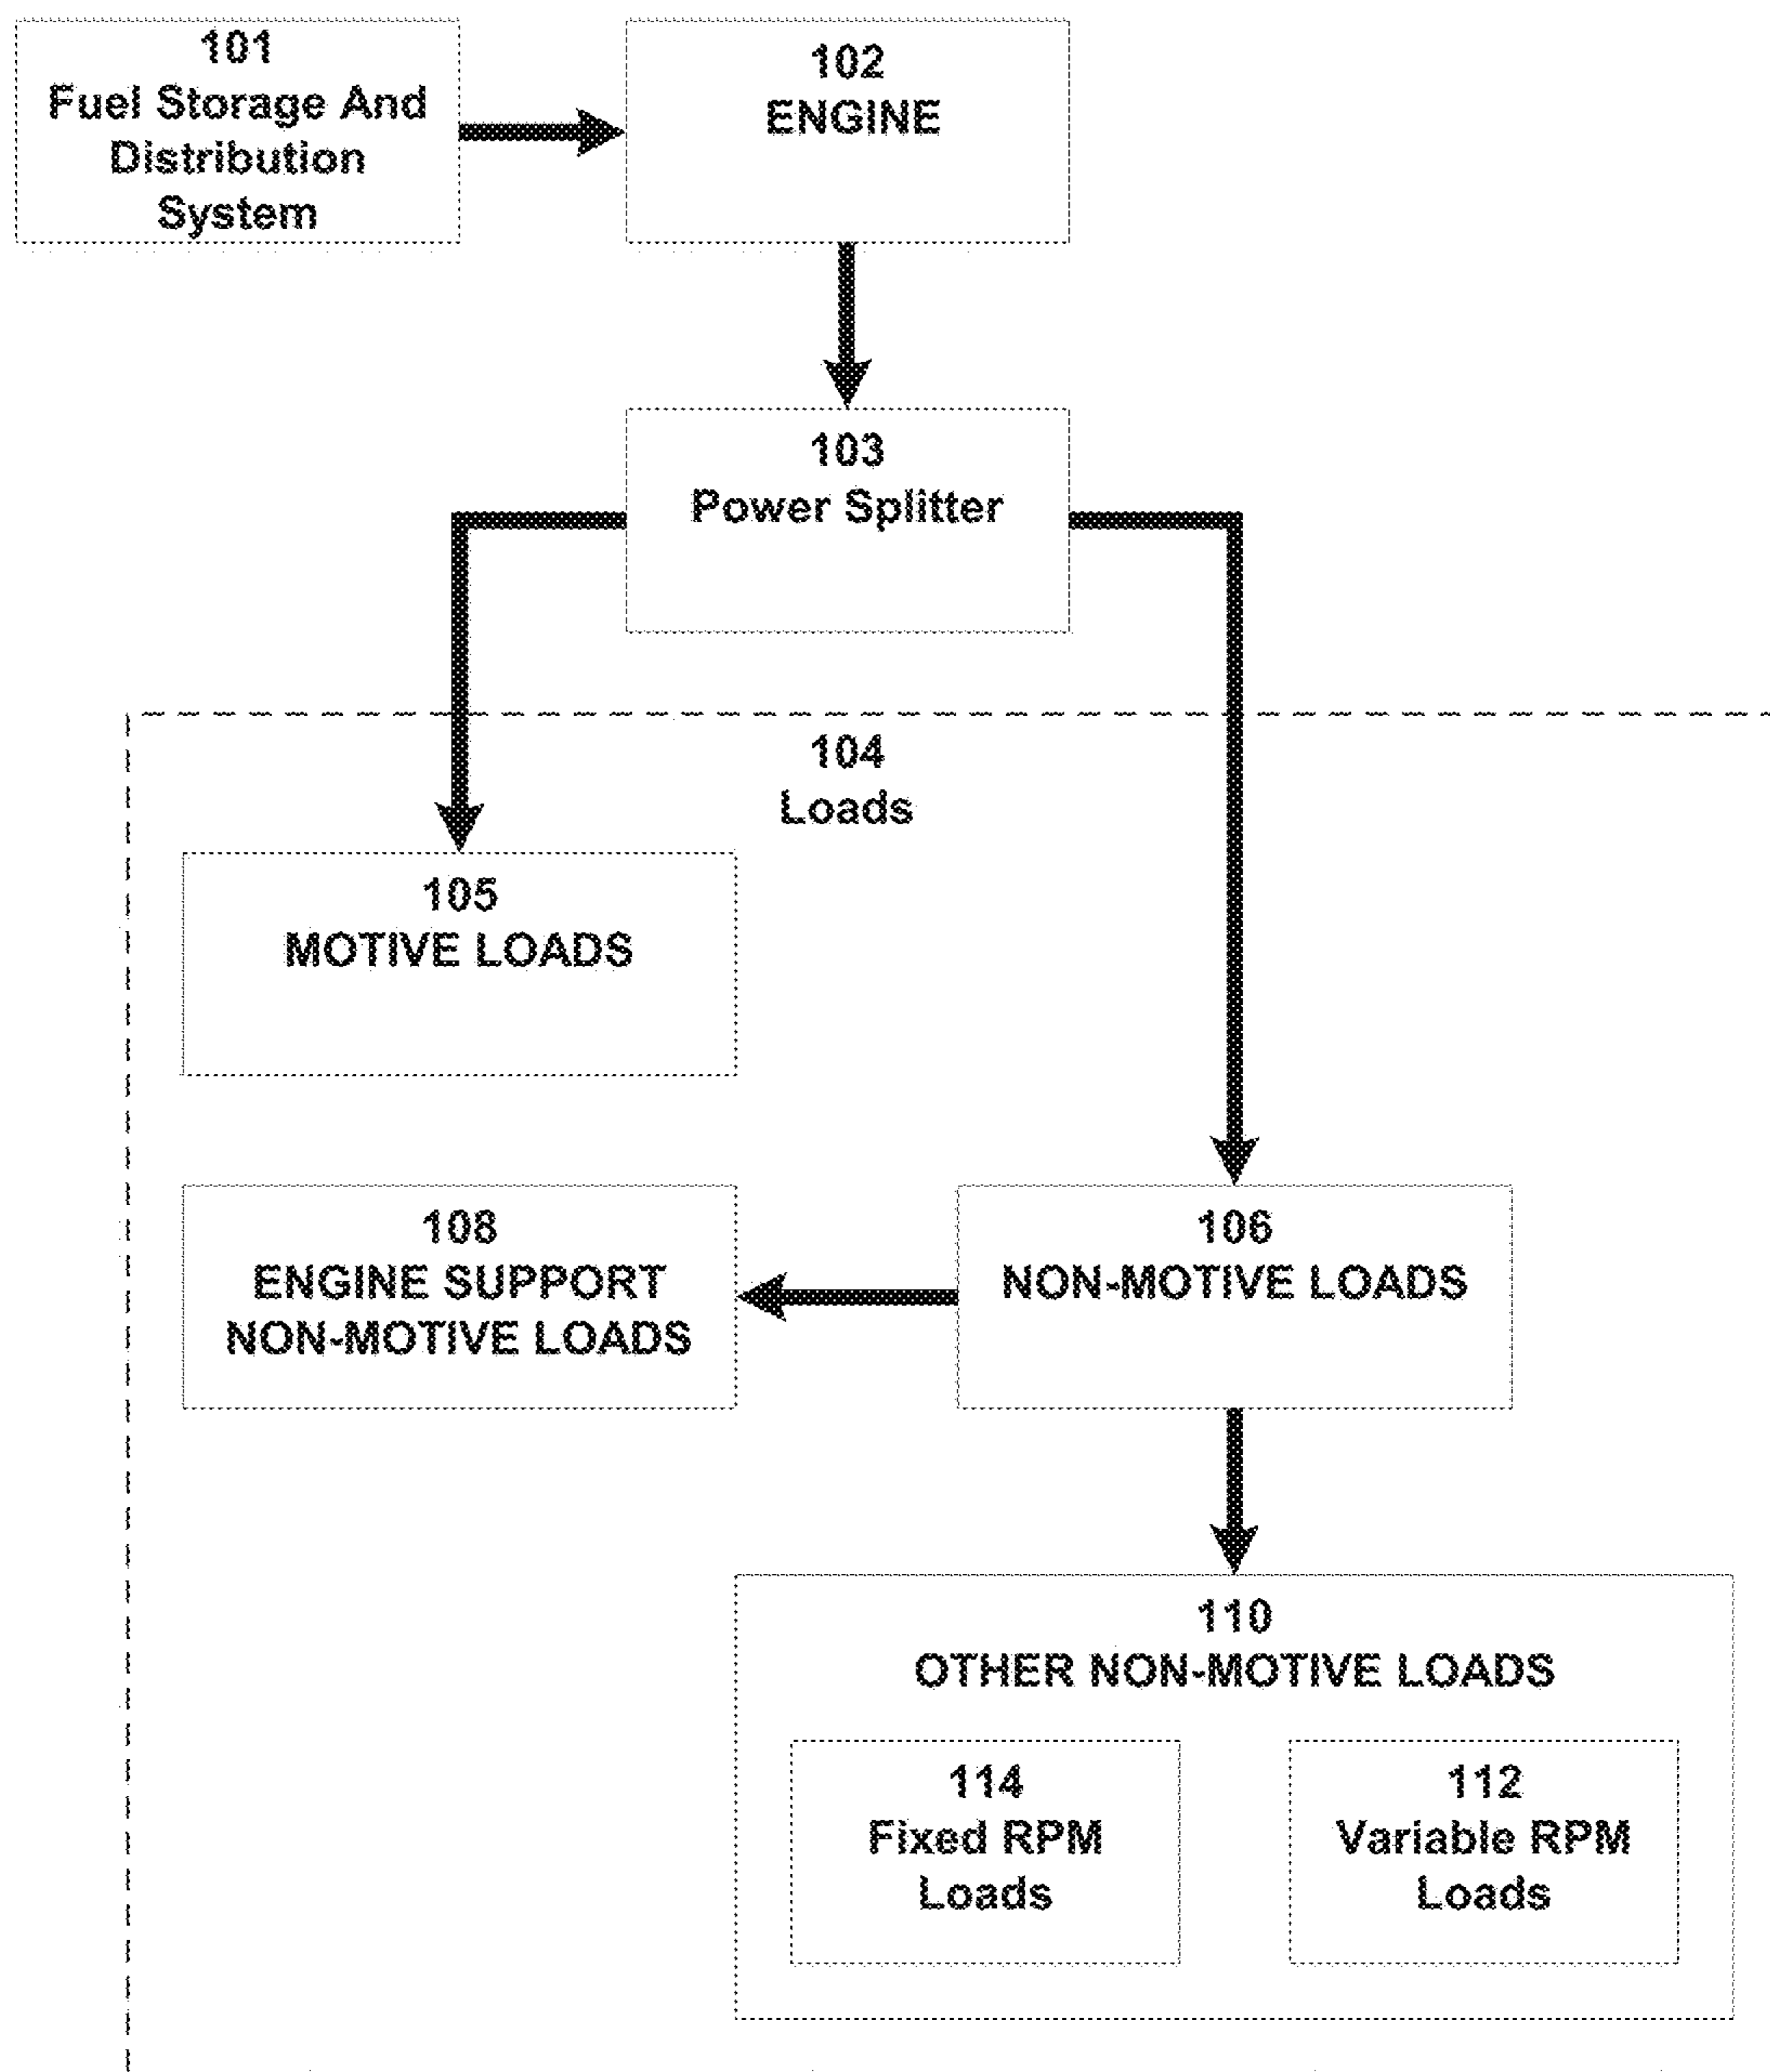 101
Fuel Storage And
Distribution
System
102
ENGINE
103
Power Splitter
104
Loads
105
MOTIVE LOADS
108
ENGINE SUPPORT
NON-MOTIVE LOADS
106
NON-MOTIVE LOADS
110
OTHER NON-MOTIVE LOADS
114
Fixed RPM
Loads
112
Variable RPM
Loads